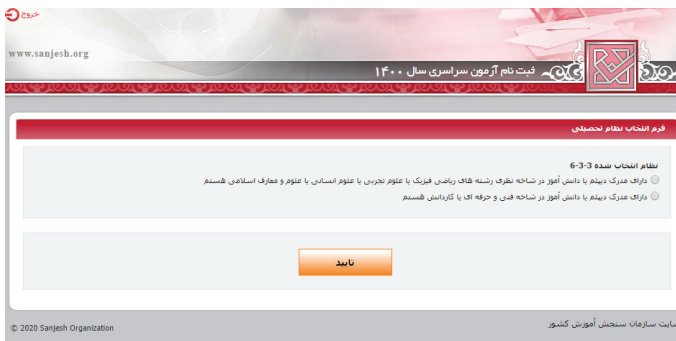 خروج
www.sanjesh.org
ثبت نام آزمون سراسری سال ۱۴۰۰
فرم انتخاب نظام تحصیلی
نظام انتخاب شده 3-3-6
دارای مدرک دیپلم یا دانش آموز در شاخه نظری رشته های ریاضی فیزیک یا علوم تجربی یا علوم انسانی یا علوم و معارف اسلامی هستم
دارای مدرک دیپلم یا دانش آموز در شاخه فنی و حرفه ای یا کاردانش هستم
تایید
سایت سازمان سنجش آموزش کشور
© 2020 Sanjesh Organization